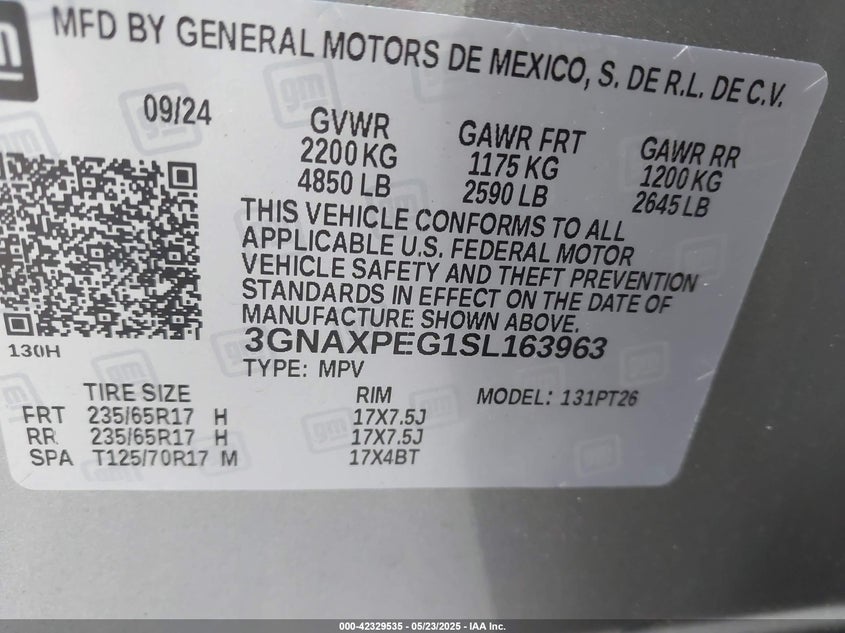 gm
MFD BY GENERAL MOTORS DE MEXICO, S. DE R.L. DE C.V.
09/24
GVWR
2200 KG
4850 LB
GAWR FRT
1175 KG
2590 LB
GAWR RR
1200 KG
2645 LB
THIS VEHICLE CONFORMS TO ALL
APPLICABLE U.S. FEDERAL MOTOR
VEHICLE SAFETY AND THEFT PREVENTION
STANDARDS IN EFFECT ON THE DATE OF
MANUFACTURE SHOWN ABOVE.
3GNAXPEG1SL163963
130H
TYPE: MPV
TIRE SIZE RIM MODEL: 131PT26
FRT 235/65R17 H 17X7.5J
RR 235/65R17 H 17X7.5J
SPA T125/70R17 M 17X4BT
000-42329535 - 05/23/2025 - IAA Inc.